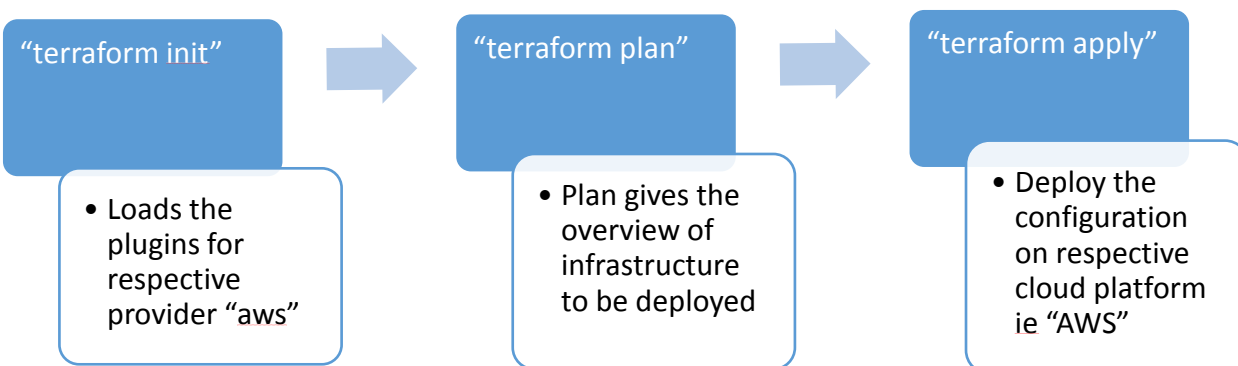 “terraform init”
• Loads the
plugins for
respective
provider “aws”
“terraform plan”
• Plan gives the
overview of
infrastructure
to be deployed
“terraform apply”
• Deploy the
configuration
on respective
cloud platform
ie “AWS”